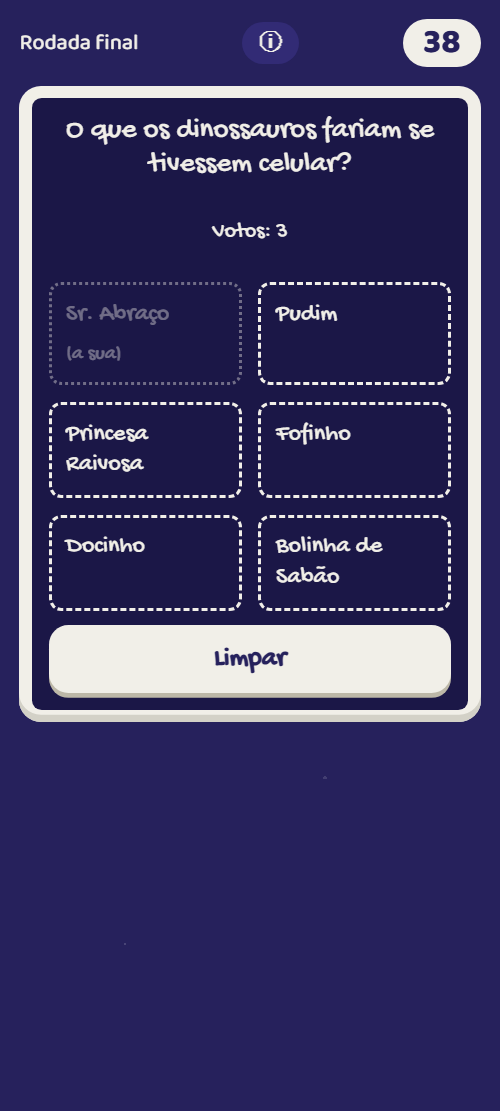 Rodada final
38
O que os dinossauros fariam se
tivessem celular?
Votos: 3
Sr. Abraço
(a sua)
Pudim
Princesa
Raivosa
Fofinho
Docinho
Bolinha de
Sabão
Limpar